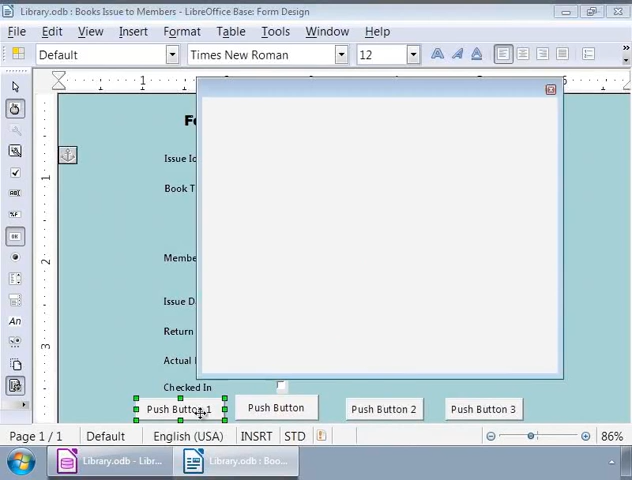 Library.odb : Books Issue to Members - LibreOffice Base: Form Design
File Edit View Insert Format Table Tools Window Help
Default Times New Roman 12
1
Issue
Book T
2
Membe
Issue D
Return
3
Actual
Checked In
Push Button 1 Push Button Push Button 2 Push Button 3
Page 1 / 1 Default English (USA) INSRT STD 86%
Library.odb - Libr... Library.odb : Boo...